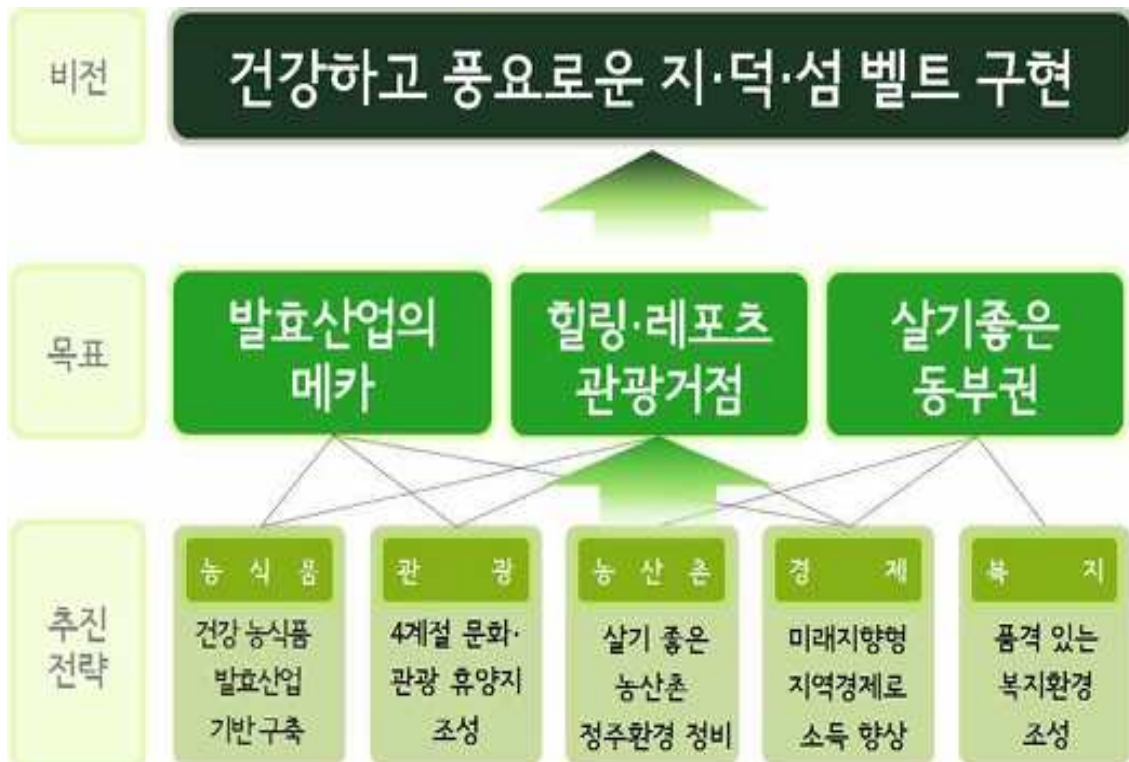 비전
건강하고 풍요로운 지·덕·섬 벨트 구현
목표
발효산업의
메카
힐링·레포츠
관광거점
살기좋은
동부권
추진
전략
농 식 품
건강 농식품
발효산업
기반 구축
관 광
4계절 문화·
관광 휴양지
조성
농 산 촌
살기 좋은
농산촌
정주환경 정비
경 제
미래지향형
지역경제로
소득 향상
복 지
품격 있는
복지환경
조성